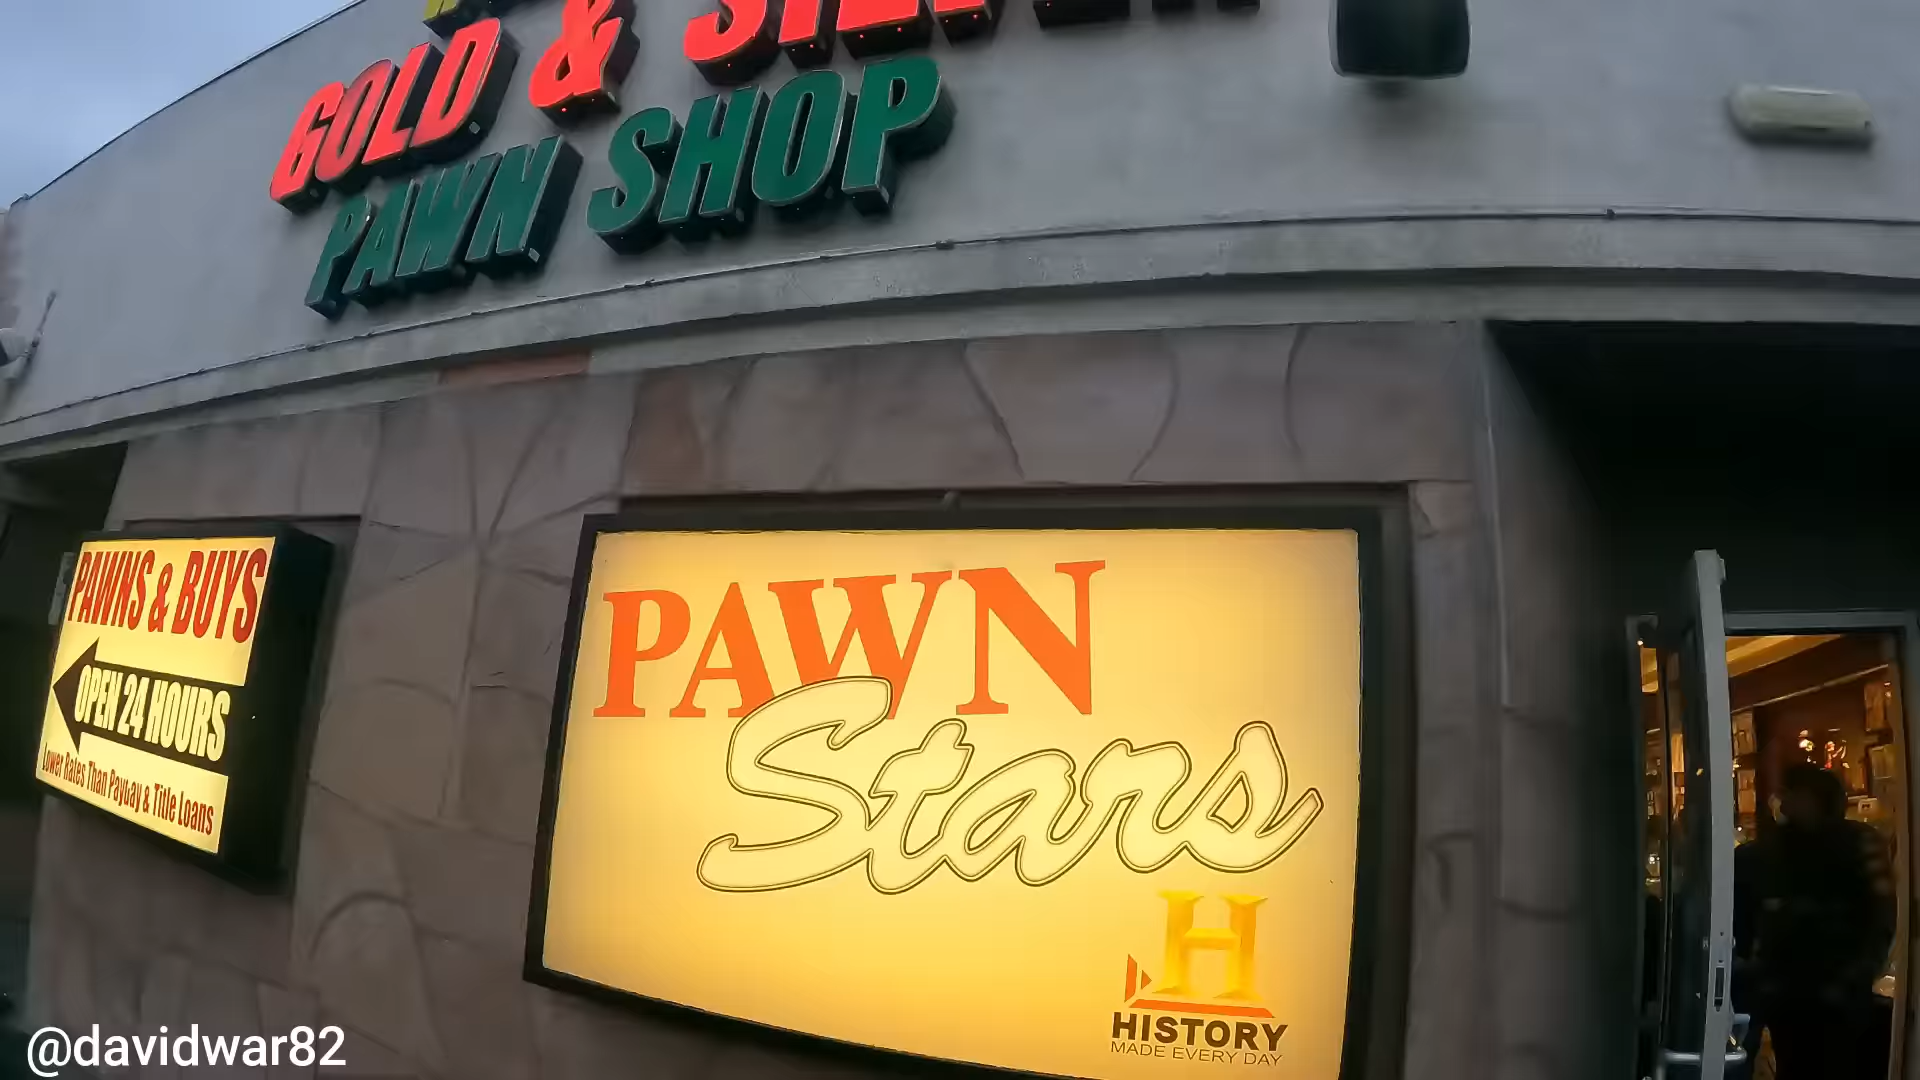 GOLD &
PAWN SHOP
PAWNS & BUYS
OPEN 24 HOURS
Lower Rates Than Payday & Title Loans
PAWN
Stars
H
HISTORY
MADE EVERY DAY
@davidwar82